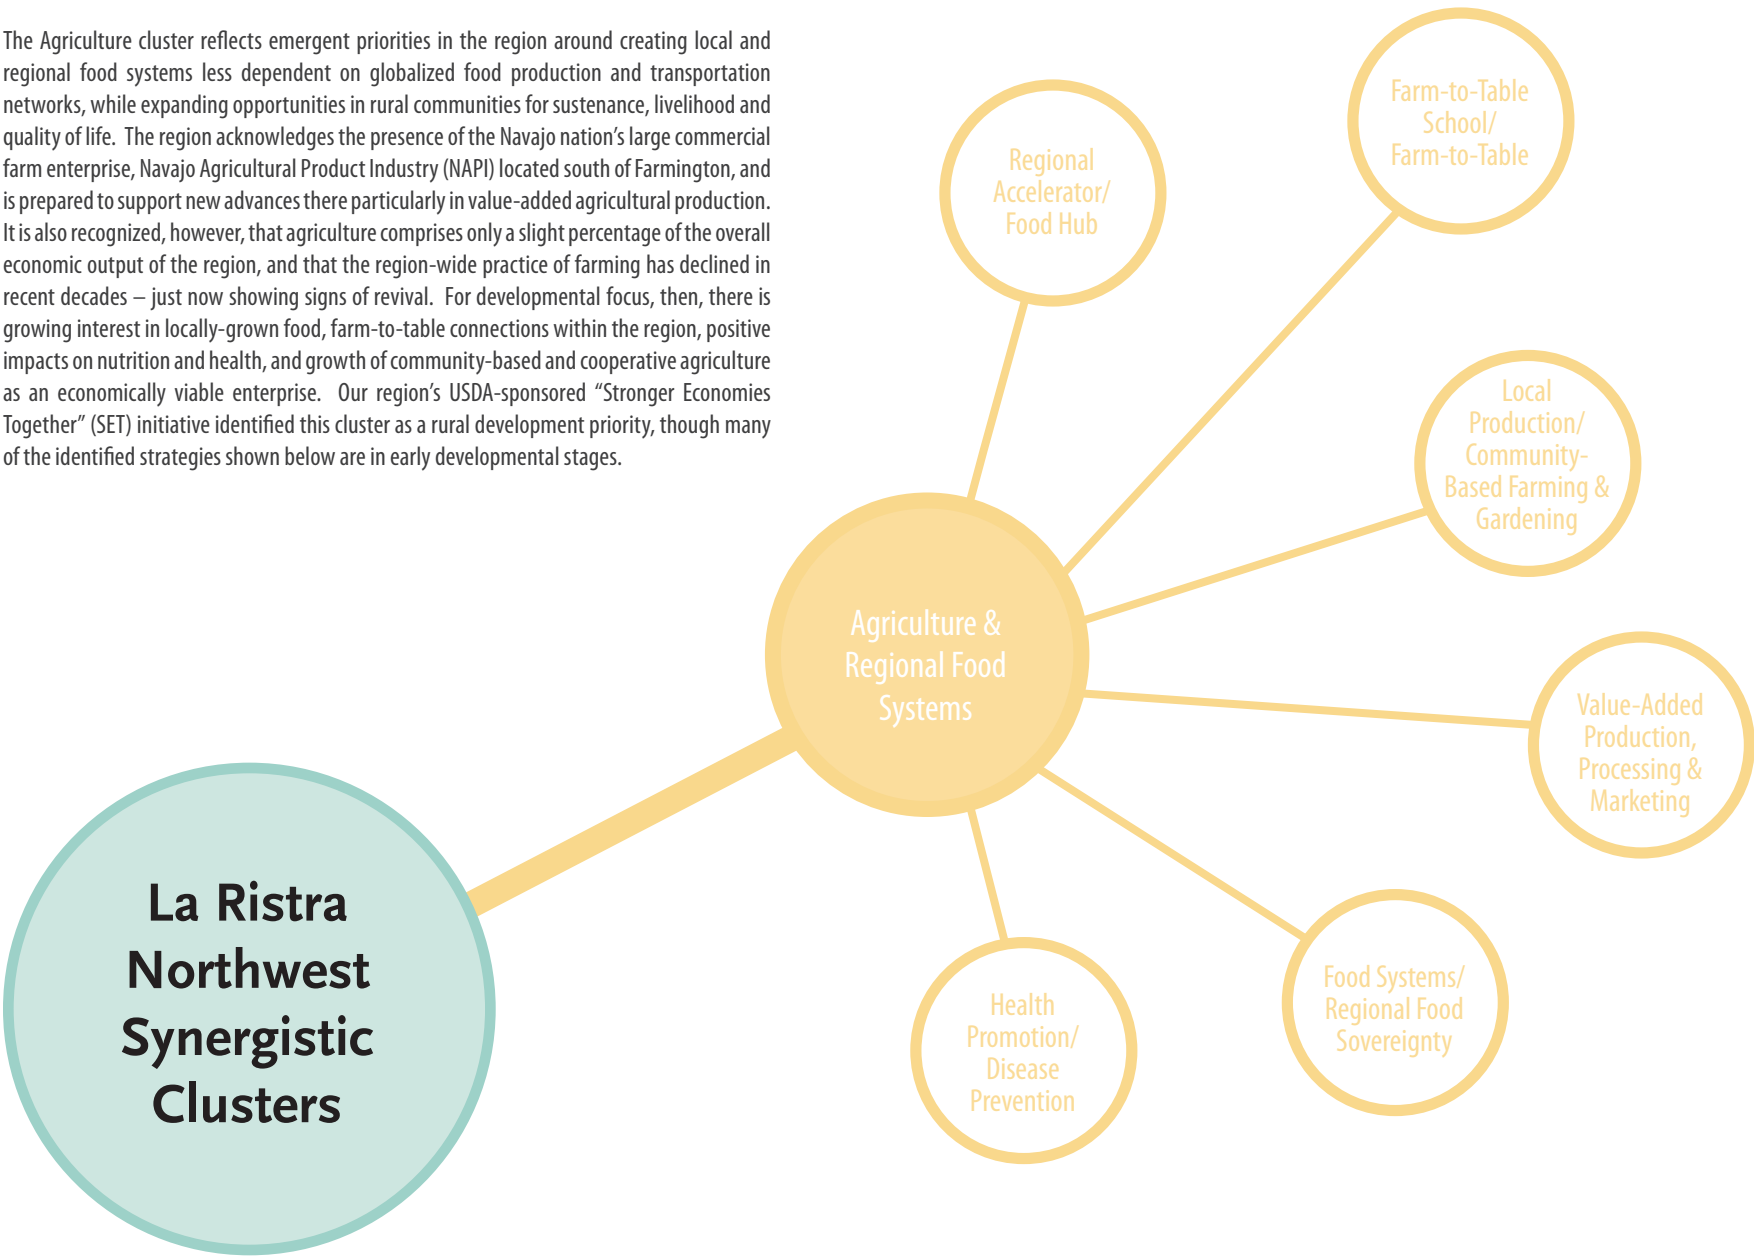 The Agriculture cluster reflects emergent priorities in the region around creating local and
regional food systems less dependent on globalized food production and transportation
networks, while expanding opportunities in rural communities for sustenance, livelihood and
quality of life. The region acknowledges the presence of the Navajo nation's large commercial
farm enterprise, Navajo Agricultural Product Industry (NAPI) located south of Farmington, and
is prepared to support new advances there particularly in value-added agricultural production.
It is also recognized, however, that agriculture comprises only a slight percentage of the overall
economic output of the region, and that the region-wide practice of farming has declined in
recent decades – just now showing signs of revival. For developmental focus, then, there is
growing interest in locally-grown food, farm-to-table connections within the region, positive
impacts on nutrition and health, and growth of community-based and cooperative agriculture
as an economically viable enterprise. Our region's USDA-sponsored “Stronger Economies
Together” (SET) initiative identified this cluster as a rural development priority, though many
of the identified strategies shown below are in early developmental stages.
Regional
Accelerator/
Food Hub
Farm-to-Table
School/
Farm-to-Table
Local
Production/
Community-
Based Farming &
Gardening
Agriculture &
Regional Food
Systems
Value-Added
Production,
Processing &
Marketing
La Ristra
Northwest
Synergistic
Clusters
Health
Promotion/
Disease
Prevention
Food Systems/
Regional Food
Sovereignty